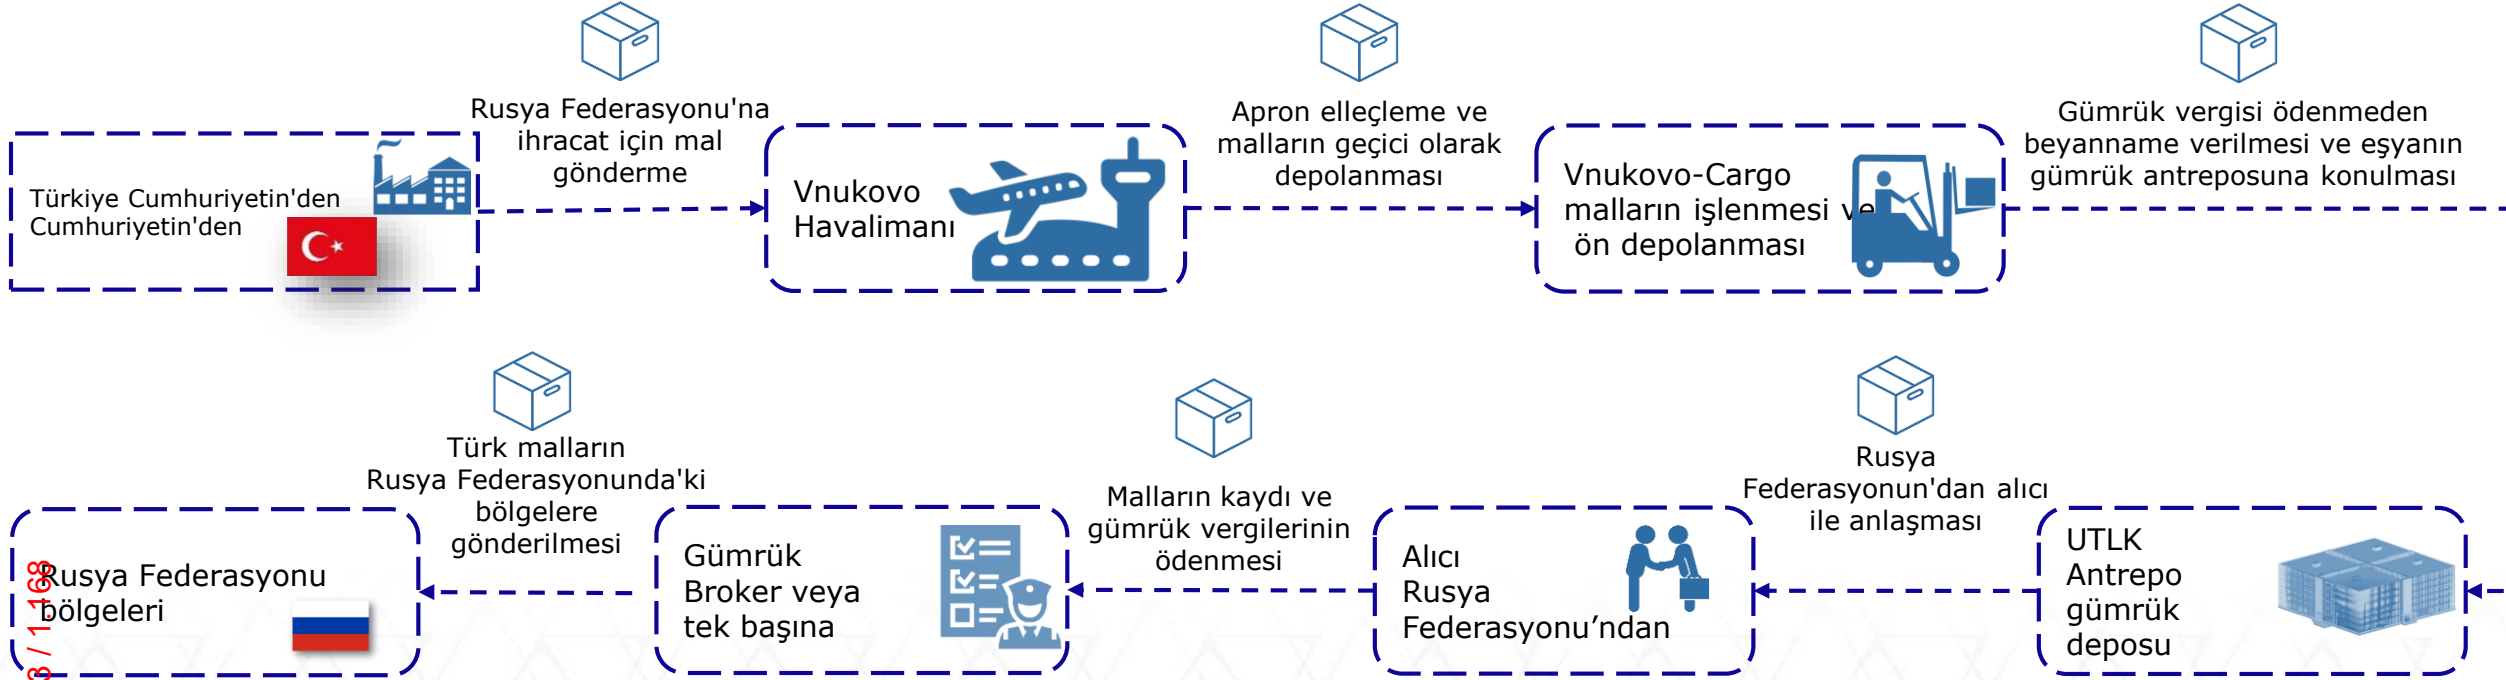 Rusya Federasyonu'na
ihracat için mal
gönderme
Apron elleçleme ve
malların geçici olarak
depolanması
Gümrük vergisi ödenmeden
beyanname verilmesi ve eşyanın
gümrük antreposuna konulması
Türkiye Cumhuriyetin'den
Cumhuriyetin'den
Vnukovo
Havalimanı
Vnukovo-Cargo
malların işlenmesi ve
ön depolanması
Türk malların
Rusya Federasyonunda'ki
bölgelere
gönderilmesi
Malların kaydı ve
gümrük vergilerinin
ödenmesi
Rusya
Federasyonun'dan alıcı
ile anlaşması
Rusya Federasyonu
bölgeleri
Gümrük
Broker veya
tek başına
Alıcı
Rusya
Federasyonu’ndan
UTLK
Antrepo
gümrük
deposu
/ 1.168